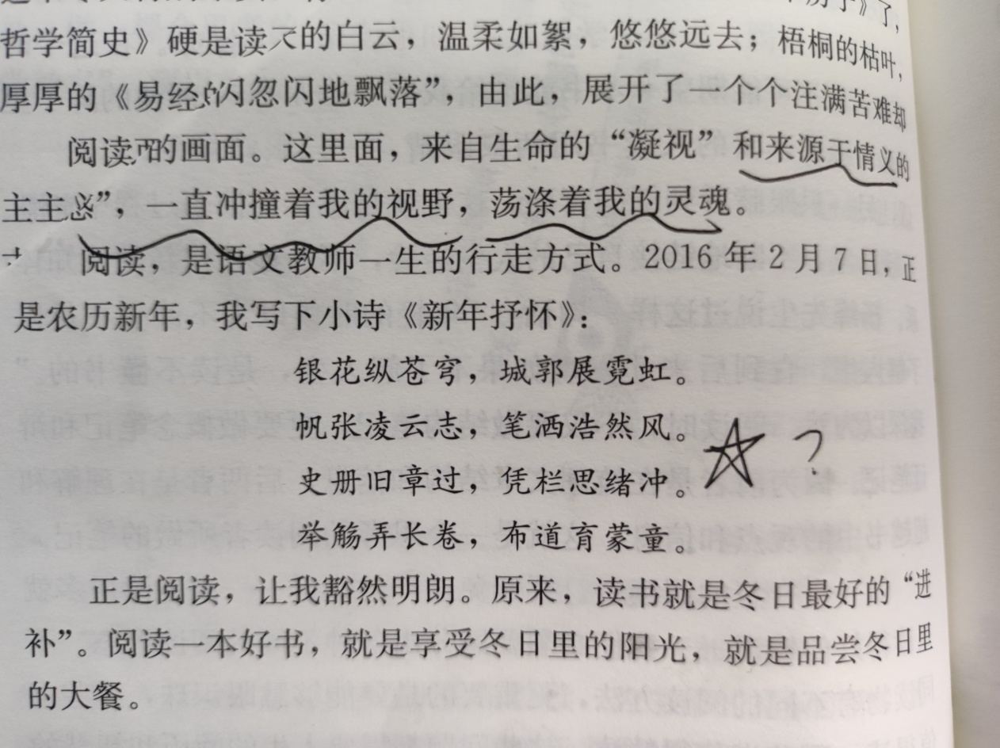 哲学简史》硬是读
的白云，温柔如絮，悠悠远去；梧桐的枯叶，
厚厚的《易经
闪忽闪地飘落”，由此，展开了一个个注满苦难却
阅读
的画面。这里面，来自生命的“凝视”和来源于情义的
主主义”，一直冲撞着我的视野，荡涤着我的灵魂。
阅读，是语文教师一生的行走方式。2016年2月7日，正
是农历新年，我写下小诗《新年抒怀》：
银花纵苍穹，城郭展霓虹。
帆张凌云志，笔洒浩然风。
☆？
史册旧章过，凭栏思绪冲。
举觞弄长卷，布道育蒙童。
正是阅读，让我豁然明朗。原来，读书就是冬日最好的“进
补”。阅读一本好书，就是享受冬日里的阳光，就是品尝冬日里
的大餐。